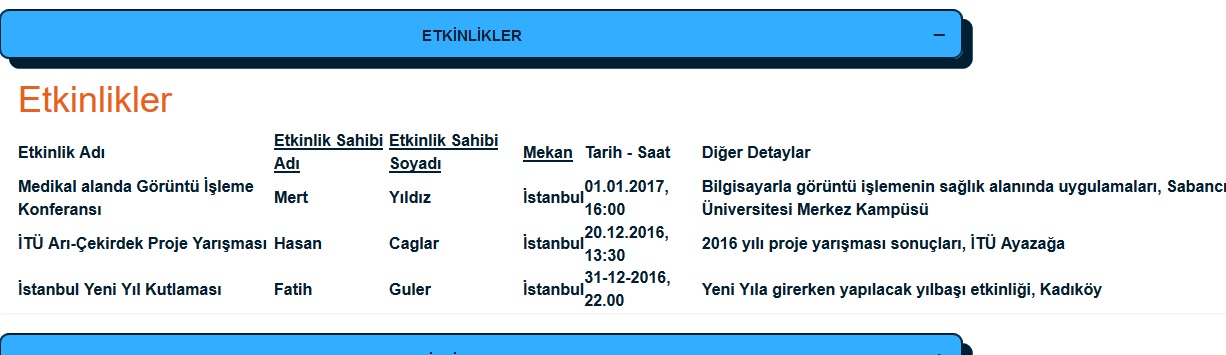 ETKİNLİKLER
Etkinlikler
Etkinlik Adı Etkinlik Sahibi Adı Etkinlik Sahibi Soyadı Mekan Tarih - Saat Diğer Detaylar
Medikal alanda Görüntü İşleme Konferansı Mert Yıldız İstanbul 01.01.2017, 16:00 Bilgisayarla görüntü işlemenin sağlık alanında uygulamaları, Sabancı Üniversitesi Merkez Kampüsü
İTÜ Arı-Çekirdek Proje Yarışması Hasan Caglar İstanbul 20.12.2016, 13:30 2016 yılı proje yarışması sonuçları, İTÜ Ayazağa
İstanbul Yeni Yıl Kutlaması Fatih Guler İstanbul 31-12-2016, 22.00 Yeni Yıla girerken yapılacak yılbaşı etkinliği, Kadıköy